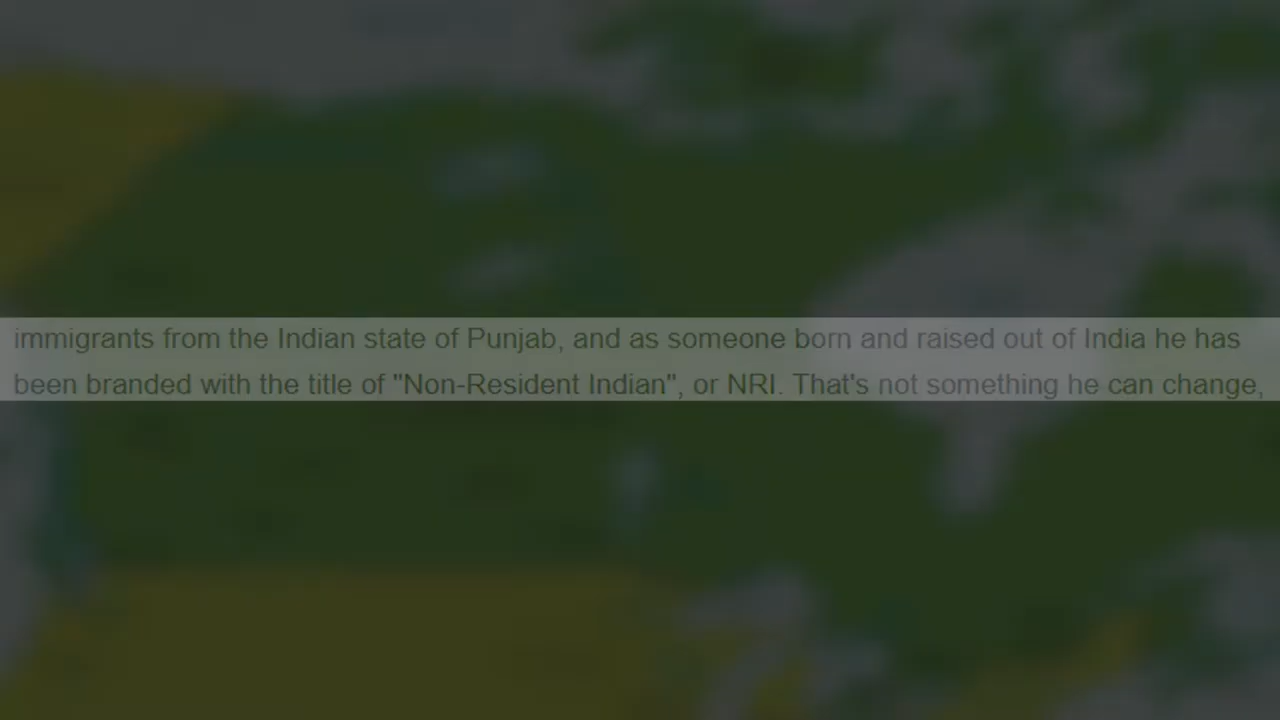 immigrants from the Indian state of Punjab, and as someone born and raised out of India he has
been branded with the title of "Non-Resident Indian", or NRI. That's not something he can change,